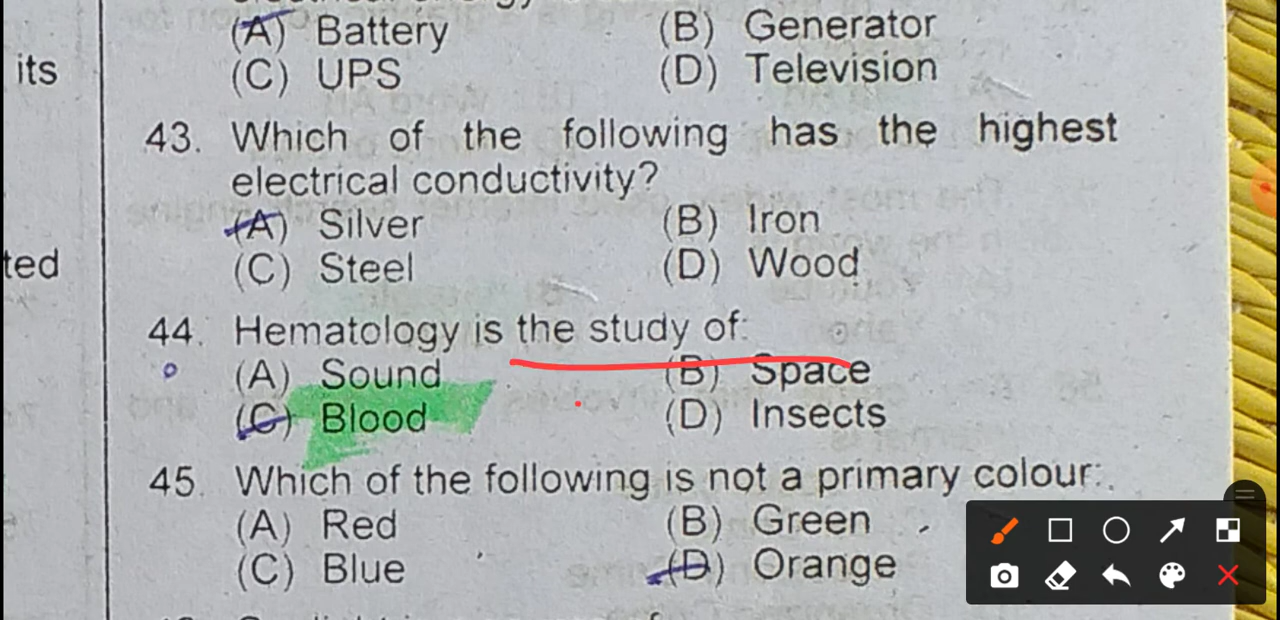 (A) Battery (B) Generator
its
(C) UPS (D) Television
43. Which of the following has the highest
electrical conductivity?
(A) Silver (B) Iron
ted
(C) Steel (D) Wood
44. Hematology is the study of:
(A) Sound (B) Space
(C) Blood (D) Insects
45. Which of the following is not a primary colour:
(A) Red (B) Green
(C) Blue (D) Orange